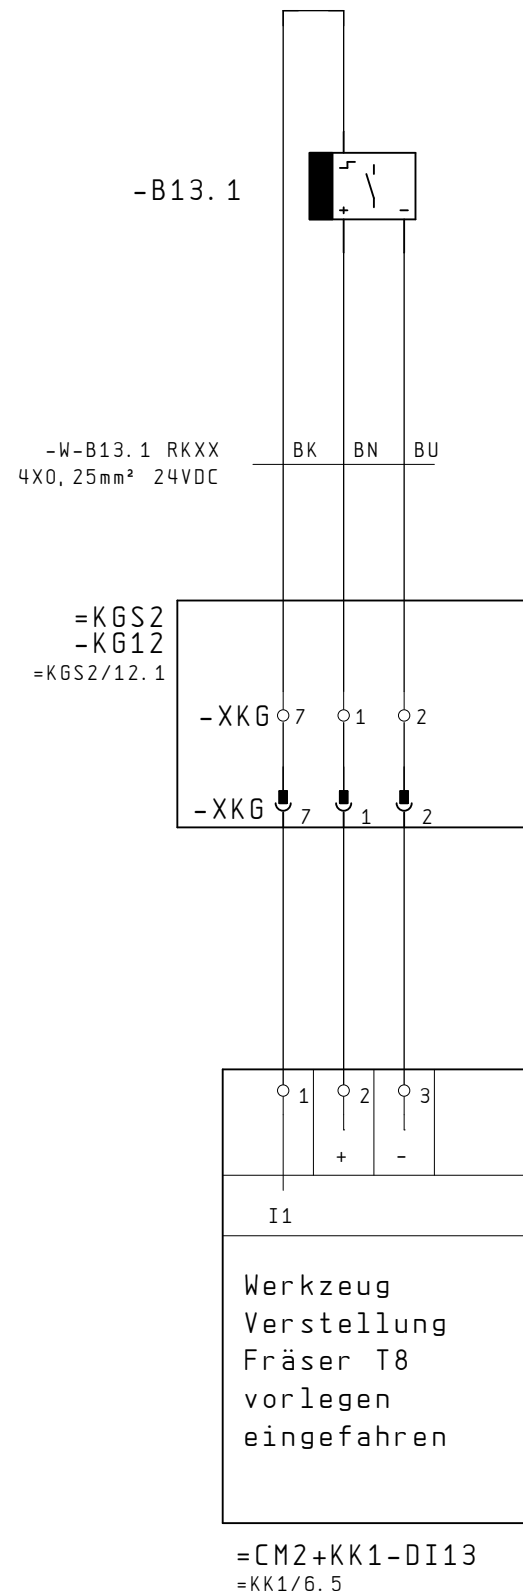 -B13.1
+ -
-W-B13.1 RKXX
4X0,25mm² 24VDC
BK BN BU
=KGS2
-KG12
=KGS2/12.1
-XKG 7 1 2
-XKG 7 1 2
1 2 3
+ -
I1
Werkzeug
Verstellung
Fräser T8
vorlegen
eingefahren
=CM2+KK1-DI13
=KK1/6.5